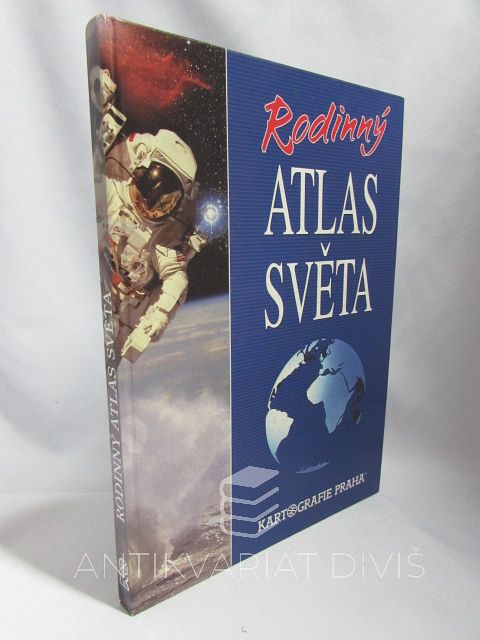 Rodinný
ATLAS
SVĚTA
KARTOGRAFIE PRAHA
RODINNÝ ATLAS SVĚTA
ANTIKVARIÁT DIVIŠ